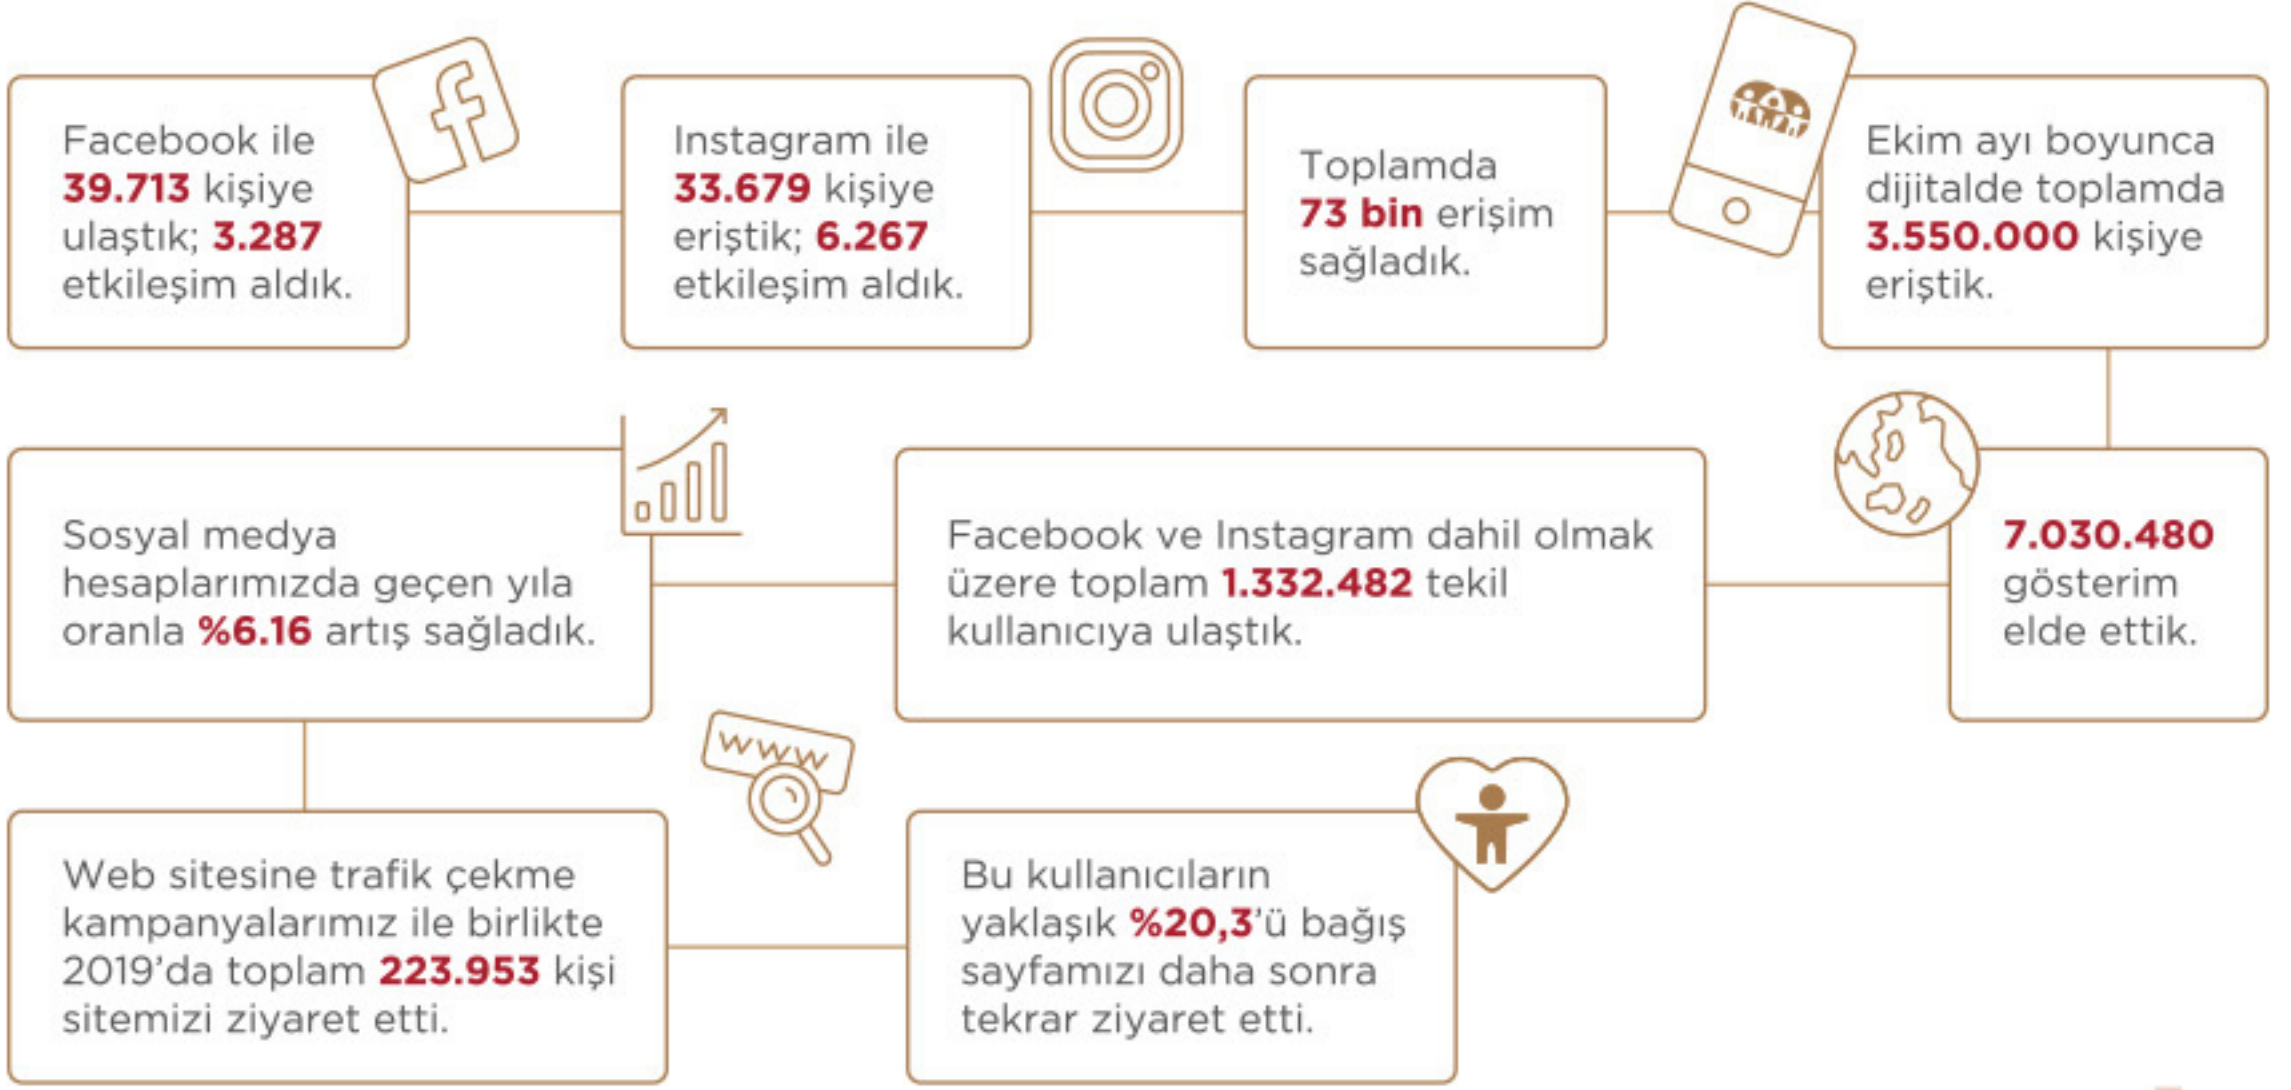 Facebook ile
39.713 kişiye
ulaştık; 3.287
etkileşim aldık.
Instagram ile
33.679 kişiye
eriştik; 6.267
etkileşim aldık.
Toplamda
73 bin erişim
sağladık.
Ekim ayı boyunca
dijitalde toplamda
3.550.000 kişiye
eriştik.
7.030.480
gösterim
elde ettik.
Facebook ve Instagram dahil olmak
üzere toplam 1.332.482 tekil
kullanıcıya ulaştık.
Sosyal medya
hesaplarımızda geçen yıla
oranla %6.16 artış sağladık.
Web sitesine trafik çekme
kampanyalarımız ile birlikte
2019'da toplam 223.953 kişi
sitemizi ziyaret etti.
www
Bu kullanıcıların
yaklaşık %20,3'ü bağış
sayfamızı daha sonra
tekrar ziyaret etti.